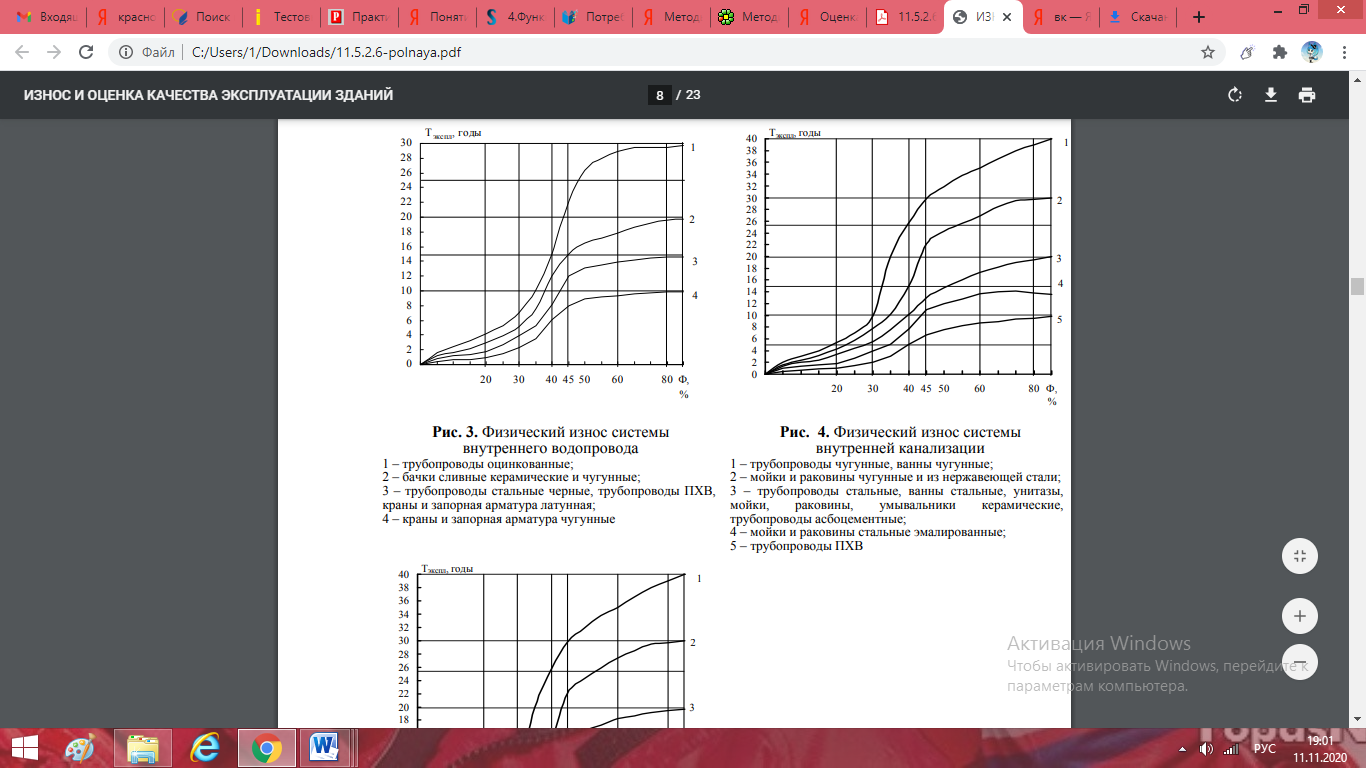 Входящ
красно
Поиск
Тестов
Практи
Понят
4.Функ
Потре
Метод
Метод
Оценк
11.5.2.6
ИЗ
вк — Я
Скачан
Файл | C:/Users/1/Downloads/11.5.2.6-polnaya.pdf
ИЗНОС И ОЦЕНКА КАЧЕСТВА ЭКСПЛУАТАЦИИ ЗДАНИЙ
8 / 23
Tэкспл, годы
30
28
26
24
22
20
18
16
14
12
10
8
6
4
2
0
1
2
3
4
20 30 40 45 50 60 80 Ф,
%
Рис. 3. Физический износ системы
внутреннего водопровода
1 – трубопроводы оцинкованные;
2 – бачки сливные керамические и чугунные;
3 – трубопроводы стальные черные, трубопроводы ПХВ,
краны и запорная арматура латунная;
4 – краны и запорная арматура чугунные
Tэкспл, годы
40
38
36
34
32
30
28
26
24
22
20
18
16
14
12
10
8
6
4
2
0
1
2
3
4
5
20 30 40 45 50 60 80 Ф,
%
Рис. 4. Физический износ системы
внутренней канализации
1 – трубопроводы чугунные, ванны чугунные;
2 – мойки и раковины чугунные и из нержавеющей стали;
3 – трубопроводы стальные, ванны стальные, унитазы,
мойки, раковины, умывальники керамические,
трубопроводы асбоцементные;
4 – мойки и раковины стальные эмалированные;
5 – трубопроводы ПХВ
Tэкспл, годы
40
38
36
34
32
30
28
26
24
22
20
18
1
2
3
Активация Windows
Чтобы активировать Windows, перейдите к
параметрам компьютера.
РУС
19:01
11.11.2020